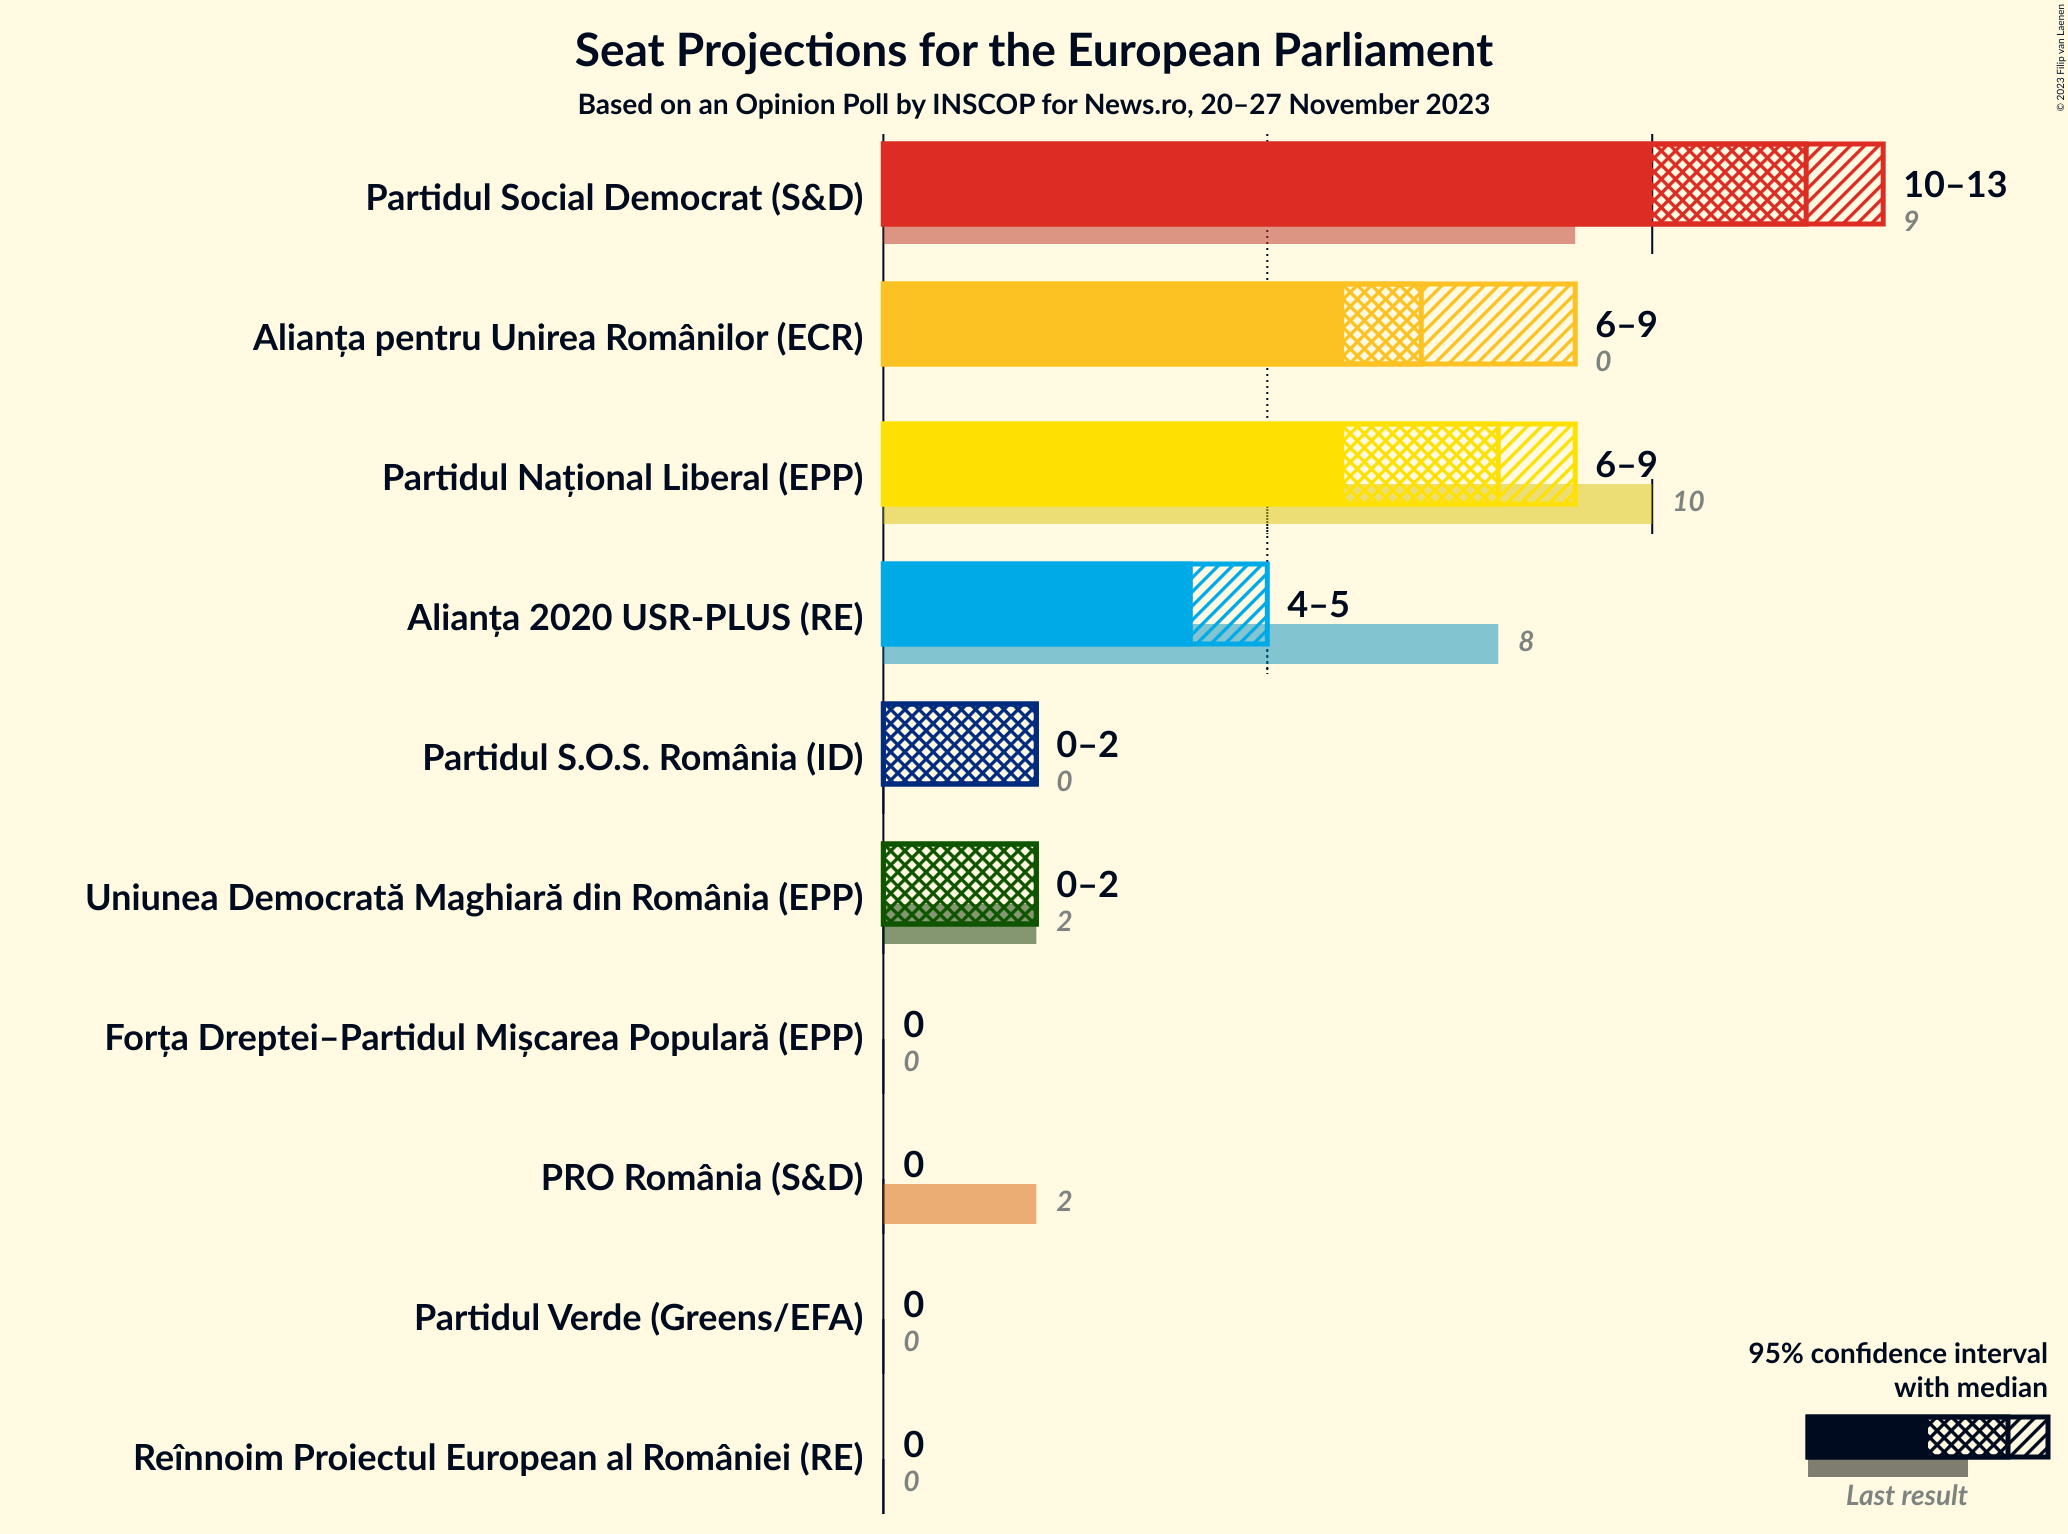 Seat Projections for the European Parliament
Based on an Opinion Poll by INSCOP for News.ro, 20–27 November 2023
© 2023 Filip van Laenen
Partidul Social Democrat (S&D)
10–13
9
Alianța pentru Unirea Românilor (ECR)
6–9
0
Partidul Național Liberal (EPP)
6–9
10
Alianța 2020 USR-PLUS (RE)
4–5
8
Partidul S.O.S. România (ID)
0–2
0
Uniunea Democrată Maghiară din România (EPP)
0–2
2
Forța Dreptei–Partidul Mișcarea Populară (EPP)
0
0
PRO România (S&D)
0
2
Partidul Verde (Greens/EFA)
0
0
Reînnoim Proiectul European al României (RE)
0
0
95% confidence interval
with median
Last result